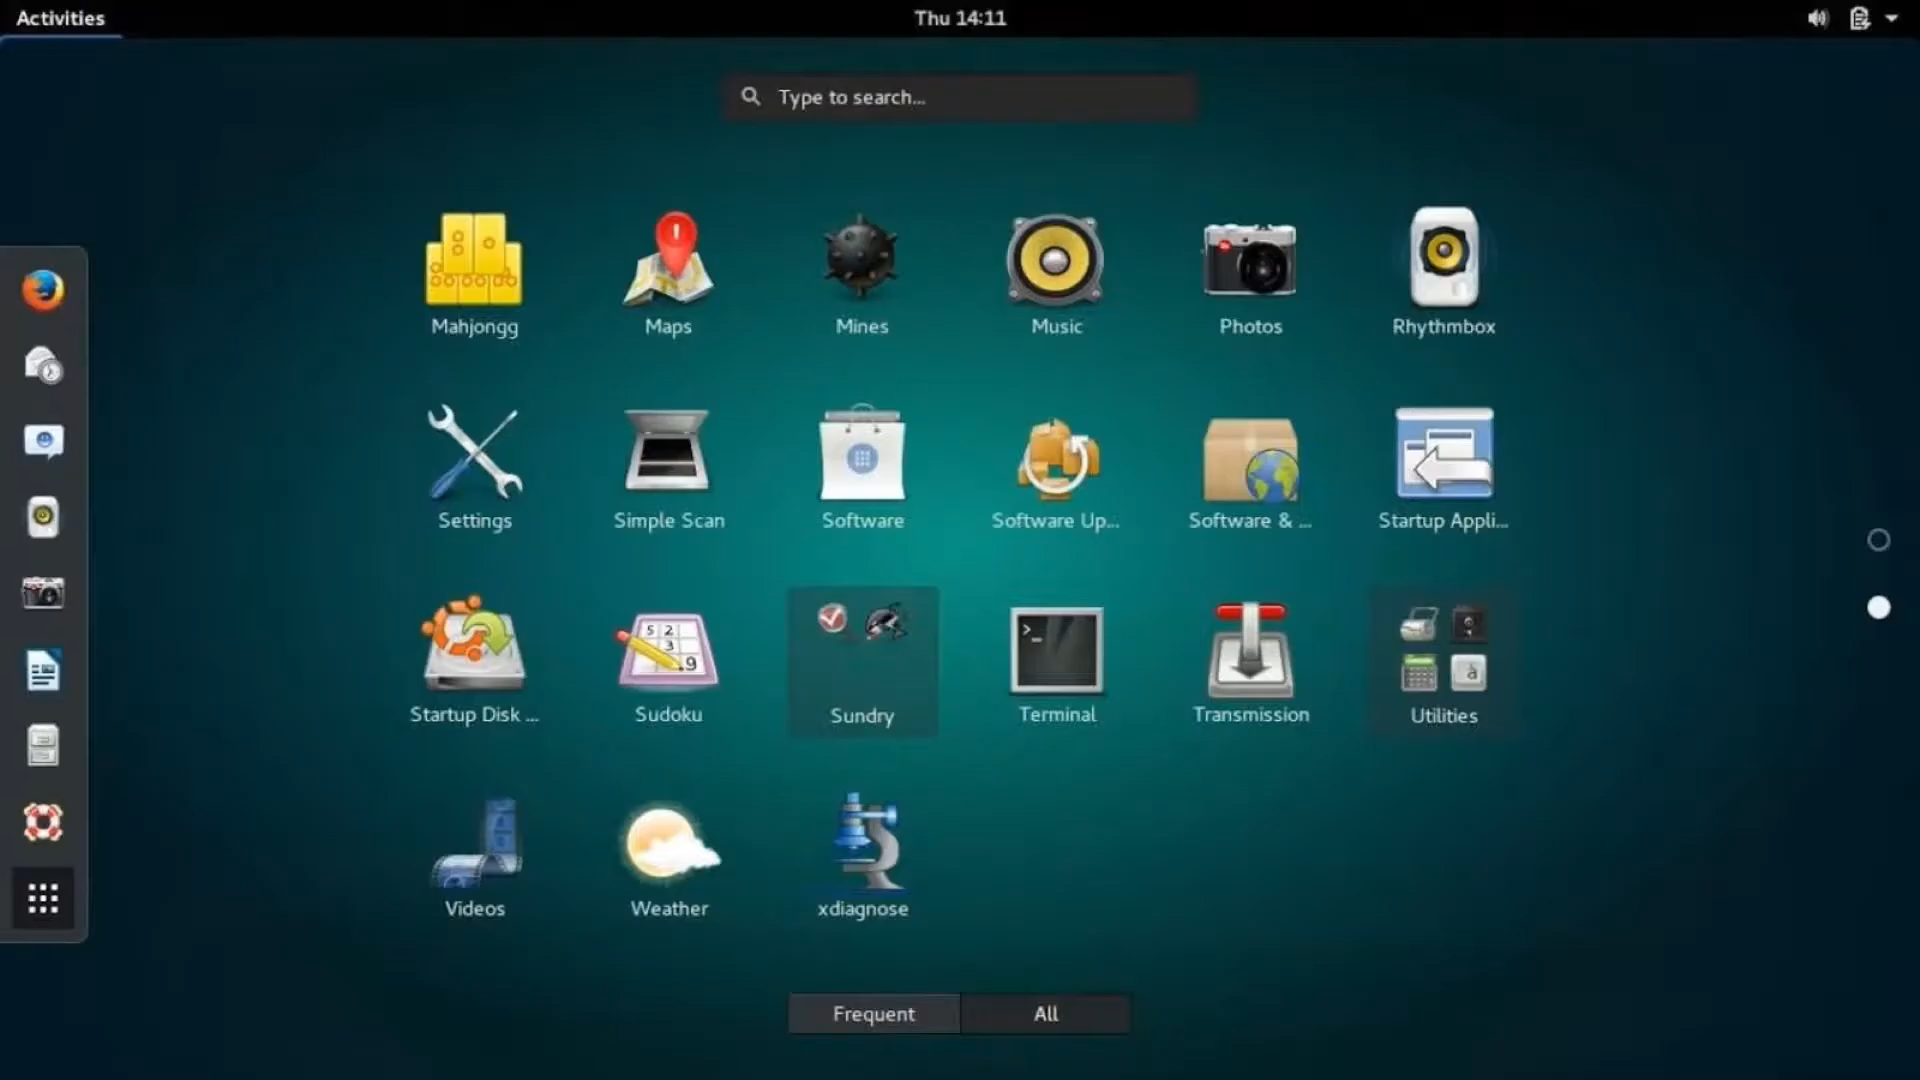 Activities
Thu 14:11
Type to search...
Mahjongg
Maps
Mines
Music
Photos
Rhythmbox
Settings
Simple Scan
Software
Software Up...
Software & ...
Startup Appli...
Startup Disk ...
Sudoku
Sundry
Terminal
Transmission
Utilities
Videos
Weather
xdiagnose
Frequent
All